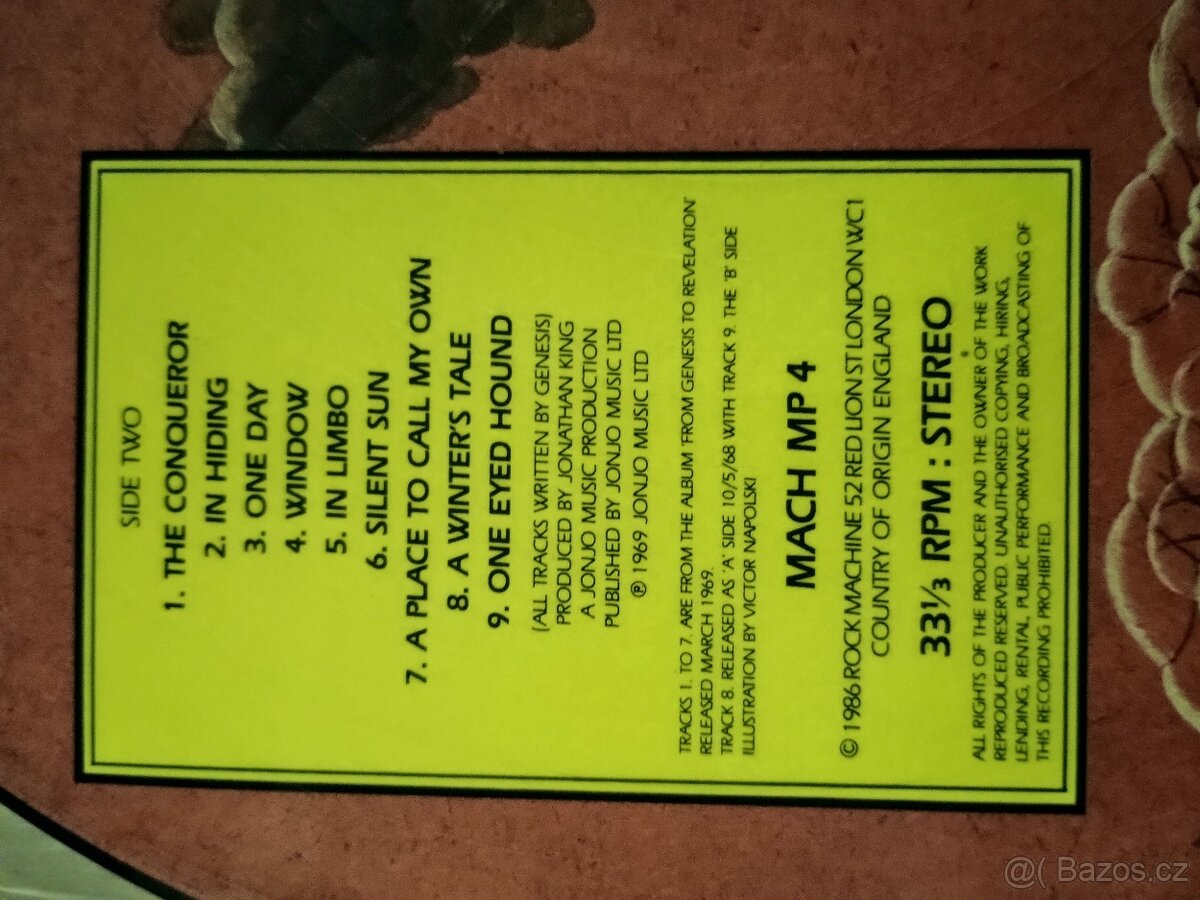 SIDE TWO
1. THE CONQUEROR
2. IN HIDING
3. ONE DAY
4. WINDOW
5. IN LIMBO
6. SILENT SUN
7. A PLACE TO CALL MY OWN
8. A WINTER'S TALE
9. ONE EYED HOUND
(ALL TRACKS WRITTEN BY GENESIS)
PRODUCED BY JONATHAN KING
A JONJO MUSIC PRODUCTION
PUBLISHED BY JONJO MUSIC LTD
℗ 1969 JONJO MUSIC LTD
TRACKS 1. TO 7. ARE FROM THE ALBUM 'FROM GENESIS TO REVELATION'
RELEASED MARCH 1969.
TRACK 8. RELEASED AS 'A' SIDE 10/5/68 WITH TRACK 9. THE 'B' SIDE
ILLUSTRATION BY VICTOR NAPOLSKI
MACH MP 4
© 1986 ROCK MACHINE 52 RED LION ST LONDON WC1
COUNTRY OF ORIGIN ENGLAND
33⅓ RPM : STEREO
ALL RIGHTS OF THE PRODUCER AND THE OWNER OF THE WORK
REPRODUCED RESERVED. UNAUTHORISED COPYING, HIRING,
LENDING, RENTAL, PUBLIC PERFORMANCE AND BROADCASTING OF
THIS RECORDING PROHIBITED.
@( Bazos.cz